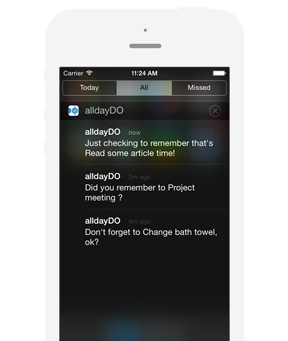 Carrier 11:24 AM
Today All Missed
alldayDO
alldayDO now
Just checking to remember that's
Read some article time!
alldayDO 2m ago
Did you remember to Project
meeting ?
alldayDO 4m ago
Don't forget to Change bath towel,
ok?